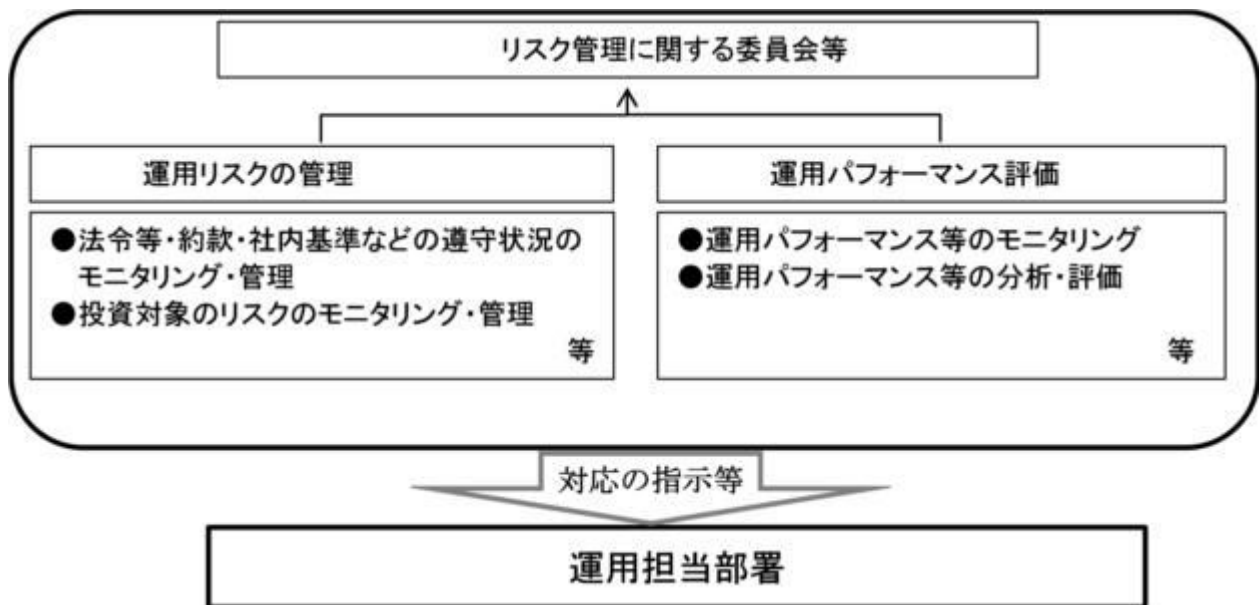 リスク管理に関する委員会等
運用リスクの管理
●法令等・約款・社内基準などの遵守状況の
モニタリング・管理
●投資対象のリスクのモニタリング・管理
等
運用パフォーマンス評価
●運用パフォーマンス等のモニタリング
●運用パフォーマンス等の分析・評価
等
対応の指示等
運用担当部署